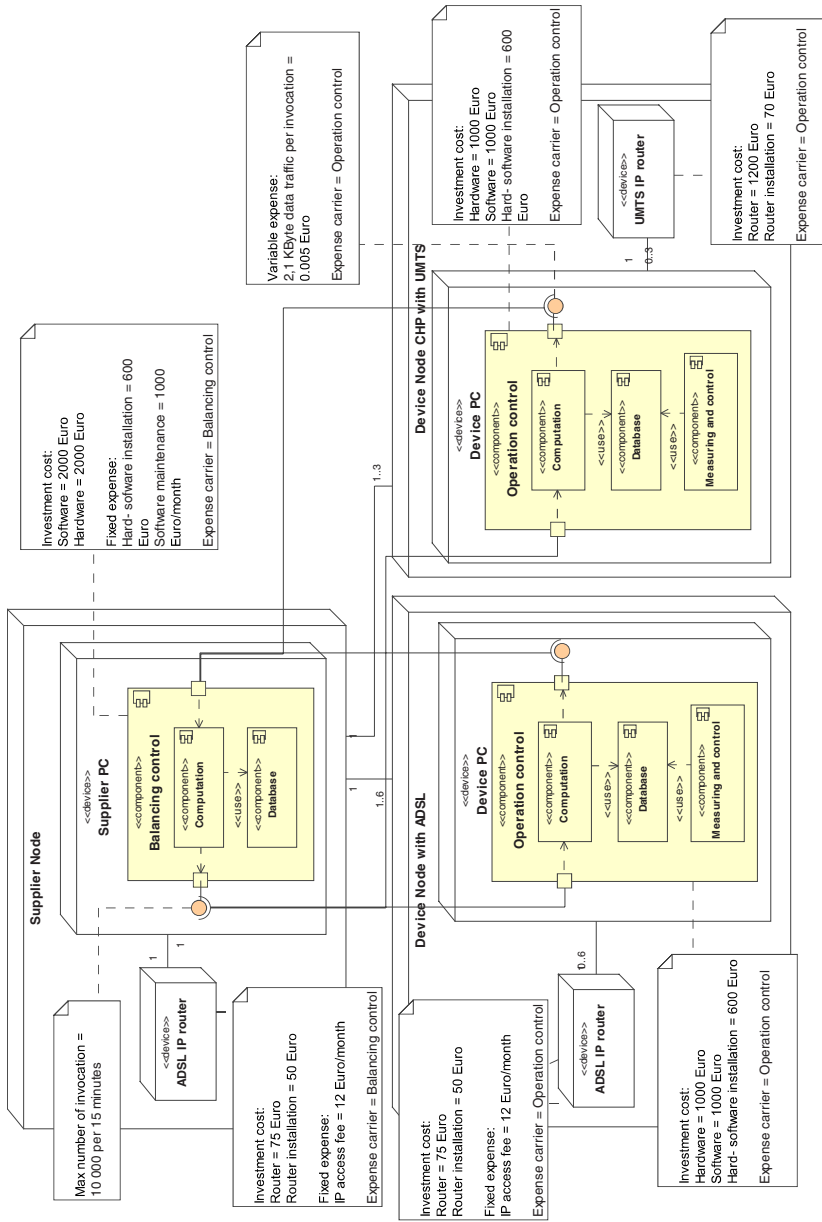 Supplier Node
<<device>>
Supplier PC
<<component>>
Balancing control
<<component>>
Computation
<<use>>
<<component>>
Database
<<device>>
ADSL IP router
1
1
Max number of invocation =
10 000 per 15 minutes
Investment cost:
Router = 75 Euro
Router installation = 50 Euro
Fixed expense:
IP access fee = 12 Euro/month
Expense carrier = Balancing control
Investment cost:
Software = 2000 Euro
Hardware = 2000 Euro
Fixed expense:
Hard- sofware installation = 600
Euro
Software maintenance = 1000
Euro/month
Expense carrier = Balancing control
1
1..6
1
1..3
Device Node with ADSL
<<device>>
Device PC
<<component>>
Operation control
<<component>>
Computation
<<use>>
<<component>>
Database
<<use>>
<<component>>
Measuring and control
<<device>>
ADSL IP router
0..6
Investment cost:
Router = 75 Euro
Router installation = 50 Euro
Fixed expense:
IP access fee = 12 Euro/month
Expense carrier = Operation control
Investment cost:
Hardware = 1000 Euro
Software = 1000 Euro
Hard- software installation = 600 Euro
Expense carrier = Operation control
Device Node CHP with UMTS
<<device>>
Device PC
<<component>>
Operation control
<<component>>
Computation
<<use>>
<<component>>
Database
<<use>>
<<component>>
Measuring and control
<<device>>
UMTS IP router
1
0..3
Variable expense:
2,1 KByte data traffic per invocation =
0.005 Euro
Expense carrier = Operation control
Investment cost:
Hardware = 1000 Euro
Software = 1000 Euro
Hard- software installation = 600
Euro
Expense carrier = Operation control
Investment cost:
Router = 1200 Euro
Router installation = 70 Euro
Expense carrier = Operation control